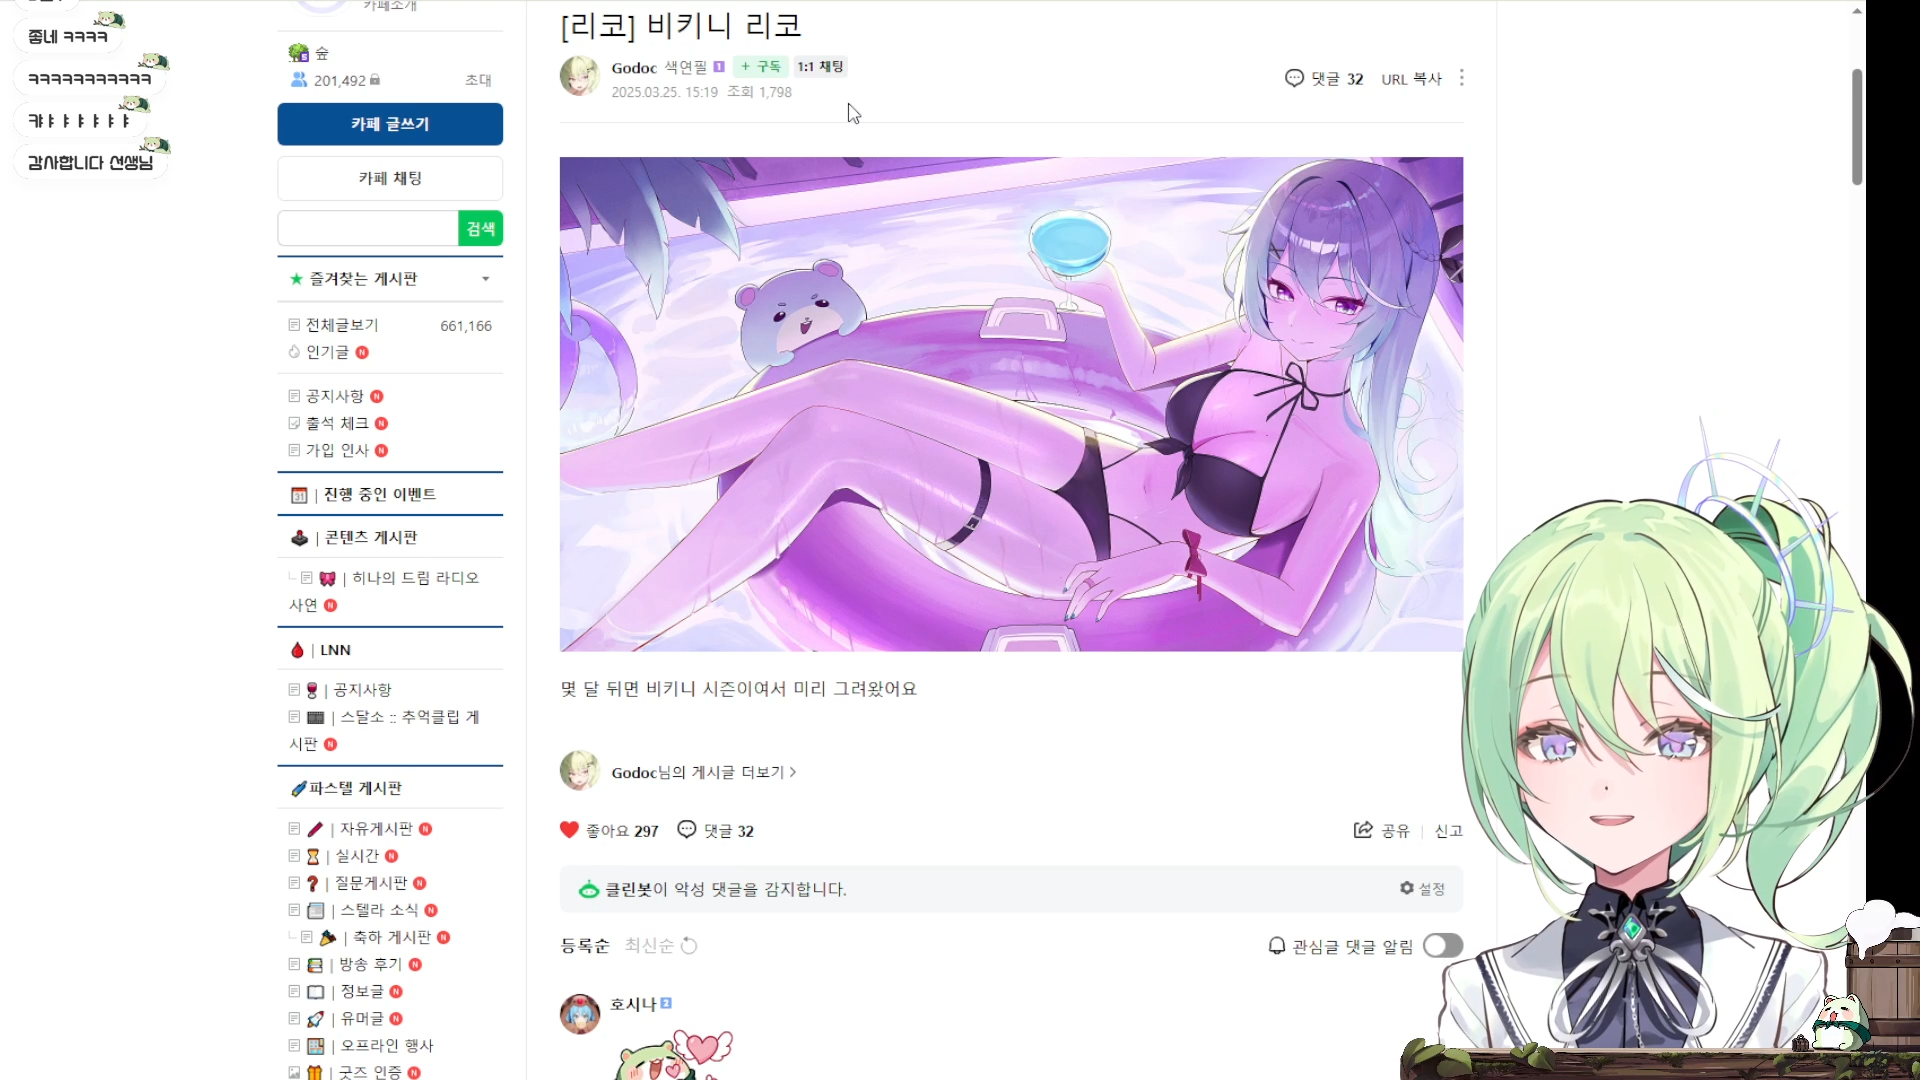 좋네 ㅋㅋㅋㅋ
ㅋㅋㅋㅋㅋㅋㅋㅋㅋㅋㅋ
캬ㅑㅑㅑㅑㅑㅑ
감사합니다 선생님
카페소개
숲
201,492
초대
카페 글쓰기
카페 채팅
검색
즐겨찾는 게시판
전체글보기 661,166
인기글 N
공지사항 N
출석 체크 N
가입 인사 N
31 | 진행 중인 이벤트
| 콘텐츠 게시판
| 히나의 드림 라디오
사연 N
| LNN
| 공지사항
| 스달소 :: 추억클립 게
시판 N
파스텔 게시판
| 자유게시판 N
| 실시간 N
| 질문게시판 N
| 스텔라 소식 N
| 축하 게시판 N
| 방송 후기 N
| 정보글 N
| 유머글 N
| 오프라인 행사
| 굿즈 인증 N
[리코] 비키니 리코
Godoc 색연필 1 + 구독 1:1 채팅
2025.03.25. 15:19 조회 1,798
댓글 32 URL 복사
몇 달 뒤면 비키니 시즌이여서 미리 그려왔어요
Godoc님의 게시글 더보기 >
좋아요 297 댓글 32
공유 | 신고
클린봇이 악성 댓글을 감지합니다.
설정
등록순 최신순
관심글 댓글 알림
호시나 2